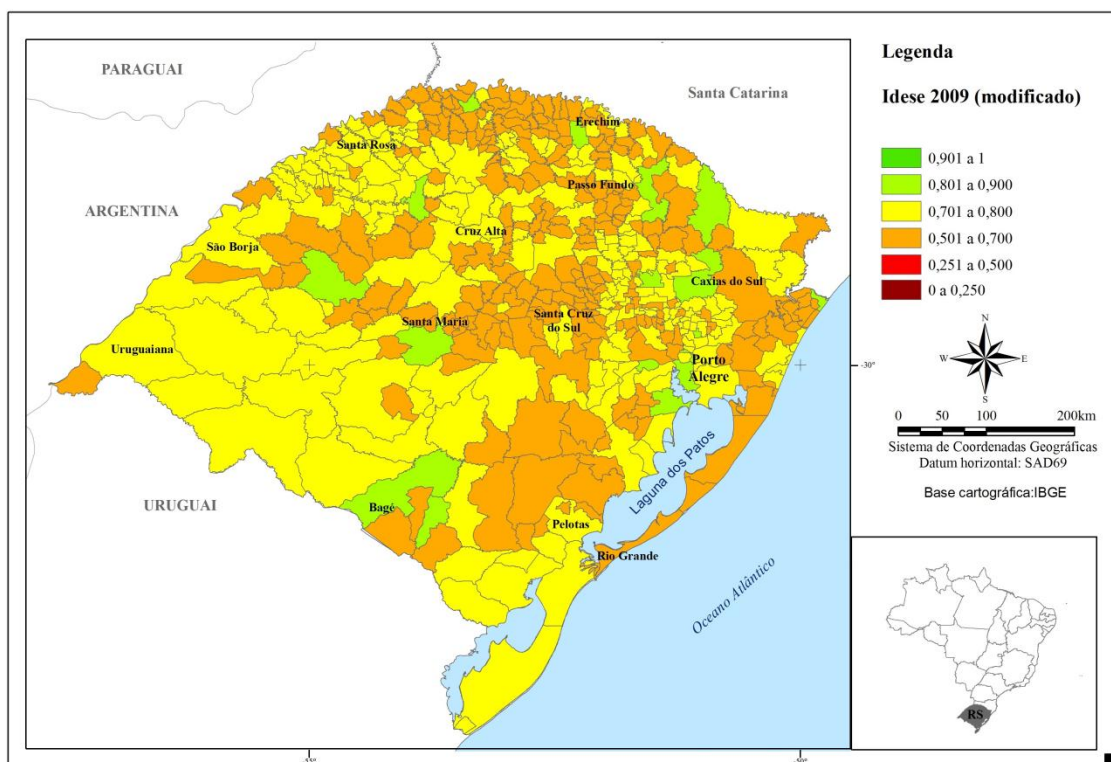 PARAGUAI
Santa Catarina
ARGENTINA
URUGUAI
Erechim
Santa Rosa
Passo Fundo
São Borja
Cruz Alta
Caxias do Sul
Santa Maria
Santa Cruz
do Sul
Uruguaiana
Porto
Alegre
Laguna dos Patos
Bagé
Pelotas
Rio Grande
Oceano Atlântico
-30°
Legenda
Idese 2009 (modificado)
0,901 a 1
0,801 a 0,900
0,701 a 0,800
0,501 a 0,700
0,251 a 0,500
0 a 0,250
N
W
E
S
0 50 100 200km
Sistema de Coordenadas Geográficas
Datum horizontal: SAD69
Base cartográfica:IBGE
RS